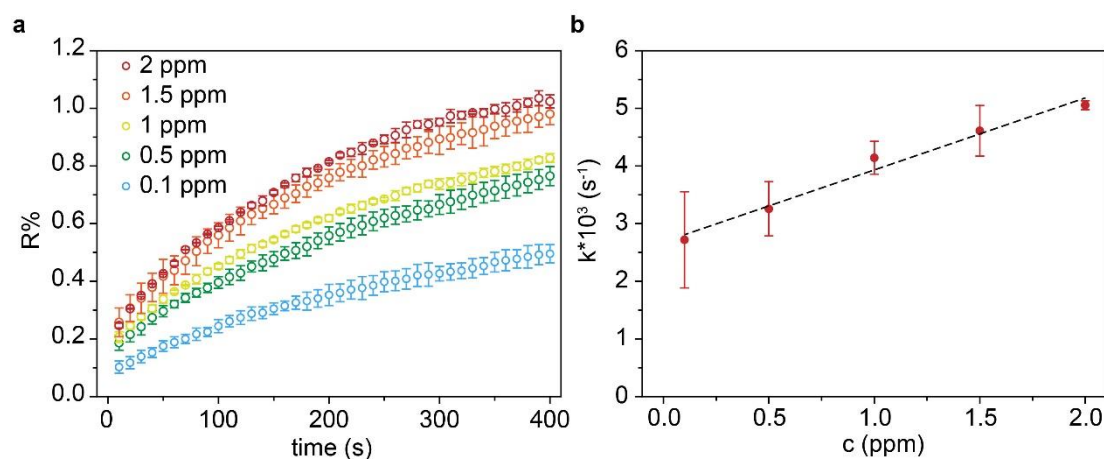 a
1.2
1.0
0.8
0.6
0.4
0.2
0.0
R%
2 ppm
1.5 ppm
1 ppm
0.5 ppm
0.1 ppm
0 100 200 300 400
time (s)
b
6
5
4
3
2
1
0
k*10³ (s⁻¹)
0.0 0.5 1.0 1.5 2.0
c (ppm)